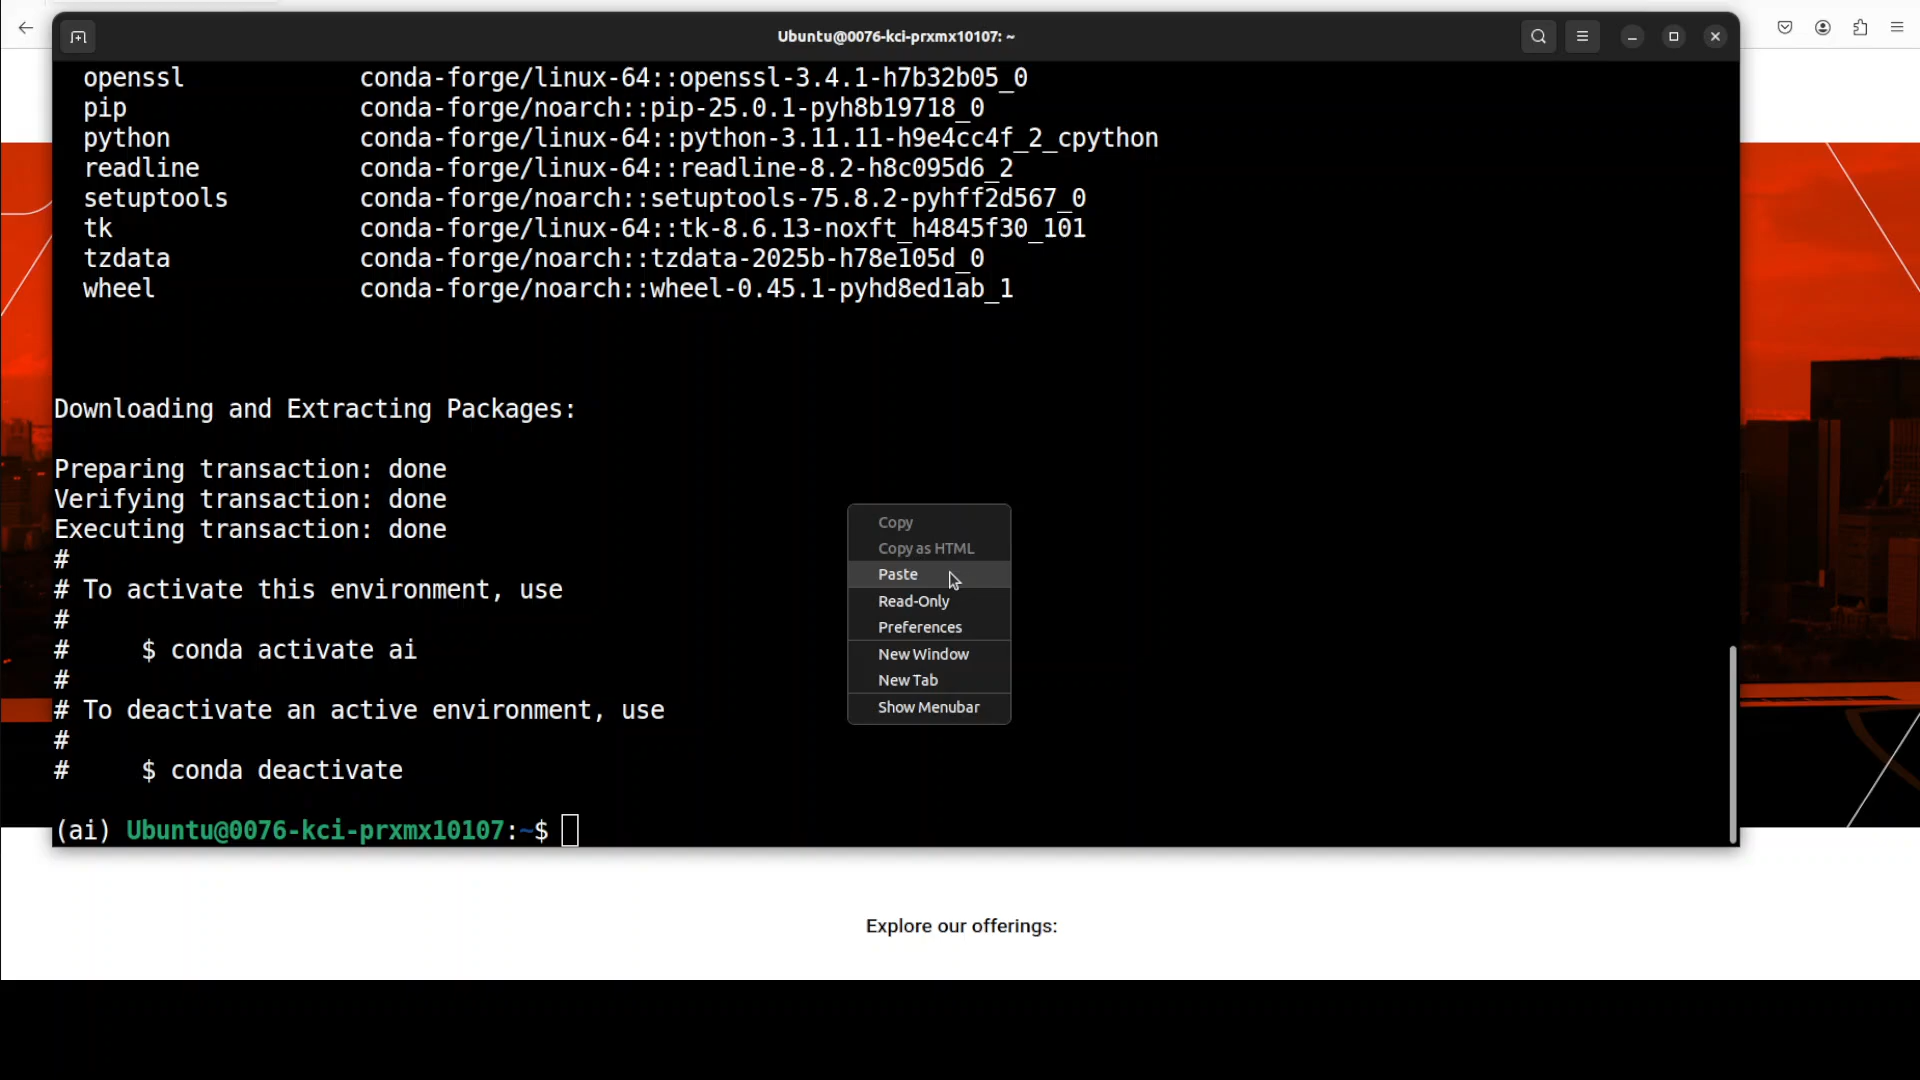 Ubuntu@0076-kci-prxmx10107: ~
openssl conda-forge/linux-64::openssl-3.4.1-h7b32b05_0
pip conda-forge/noarch::pip-25.0.1-pyh8b19718_0
python conda-forge/linux-64::python-3.11.11-h9e4cc4f_2_cpython
readline conda-forge/linux-64::readline-8.2-h8c095d6_2
setuptools conda-forge/noarch::setuptools-75.8.2-pyhff2d567_0
tk conda-forge/linux-64::tk-8.6.13-noxft_h4845f30_101
tzdata conda-forge/noarch::tzdata-2025b-h78e105d_0
wheel conda-forge/noarch::wheel-0.45.1-pyhd8ed1ab_1
Downloading and Extracting Packages:
Preparing transaction: done
Verifying transaction: done
Executing transaction: done
#
# To activate this environment, use
#
# $ conda activate ai
#
# To deactivate an active environment, use
#
# $ conda deactivate
(ai) Ubuntu@0076-kci-prxmx10107:~$
Copy
Copy as HTML
Paste
Read-Only
Preferences
New Window
New Tab
Show Menubar
Explore our offerings: